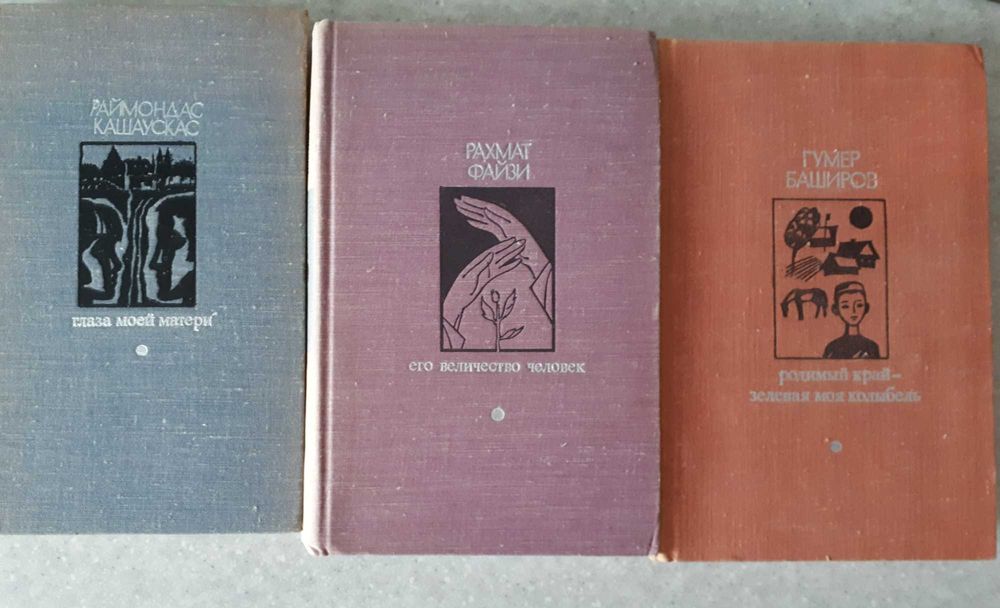 РАЙМОНДАС
КАШАУСКАС
глаза моей матери
РАХМАТ
ФАЙЗИ
его величество человек
ГУМЕР
БАШИРОВ
родимый край –
зеленая моя колыбель